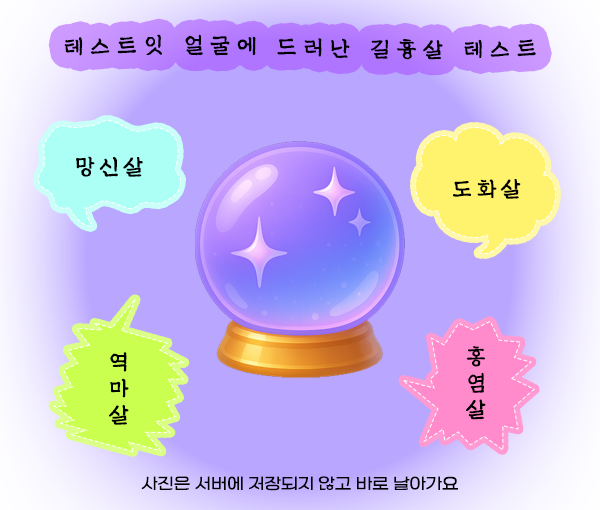 테스트잇 얼굴에 드러난 길흉살 테스트
망신살
도화살
역
마
살
홍
염
살
사진은 서버에 저장되지 않고 바로 날아가요